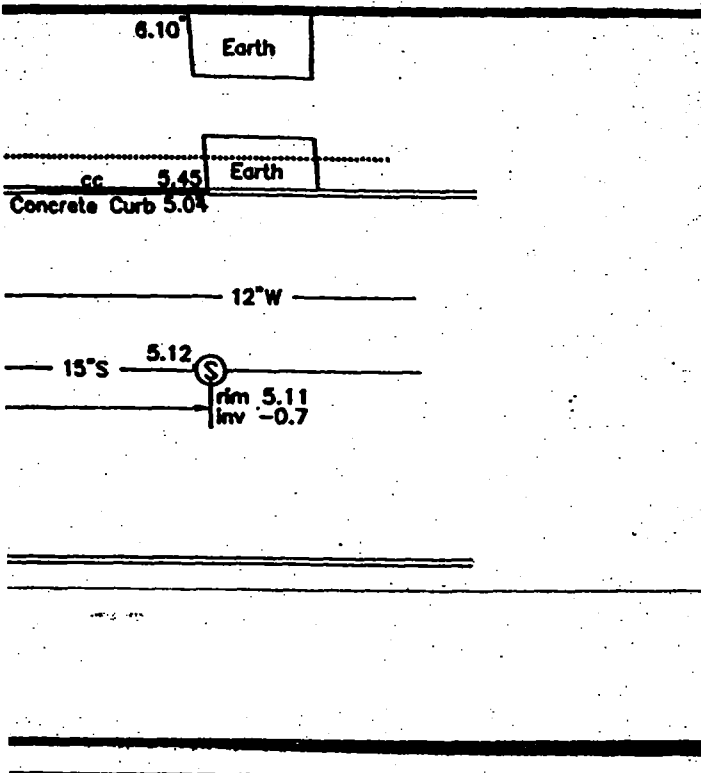 6.10
Earth
Earth
cc 5.45
Concrete Curb 5.04
12"W
15"S 5.12 S
rim 5.11
inv -0.7